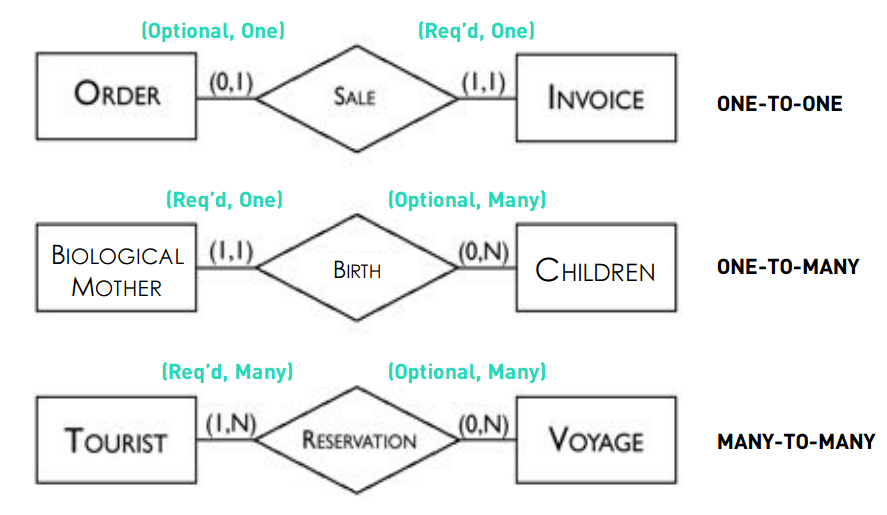 (Optional, One) (Req'd, One)
ORDER (0,1) SALE (1,1) INVOICE ONE-TO-ONE
(Req'd, One) (Optional, Many)
BIOLOGICAL MOTHER (1,1) BIRTH (0,N) CHILDREN ONE-TO-MANY
(Req'd, Many) (Optional, Many)
TOURIST (1,N) RESERVATION (0,N) VOYAGE MANY-TO-MANY